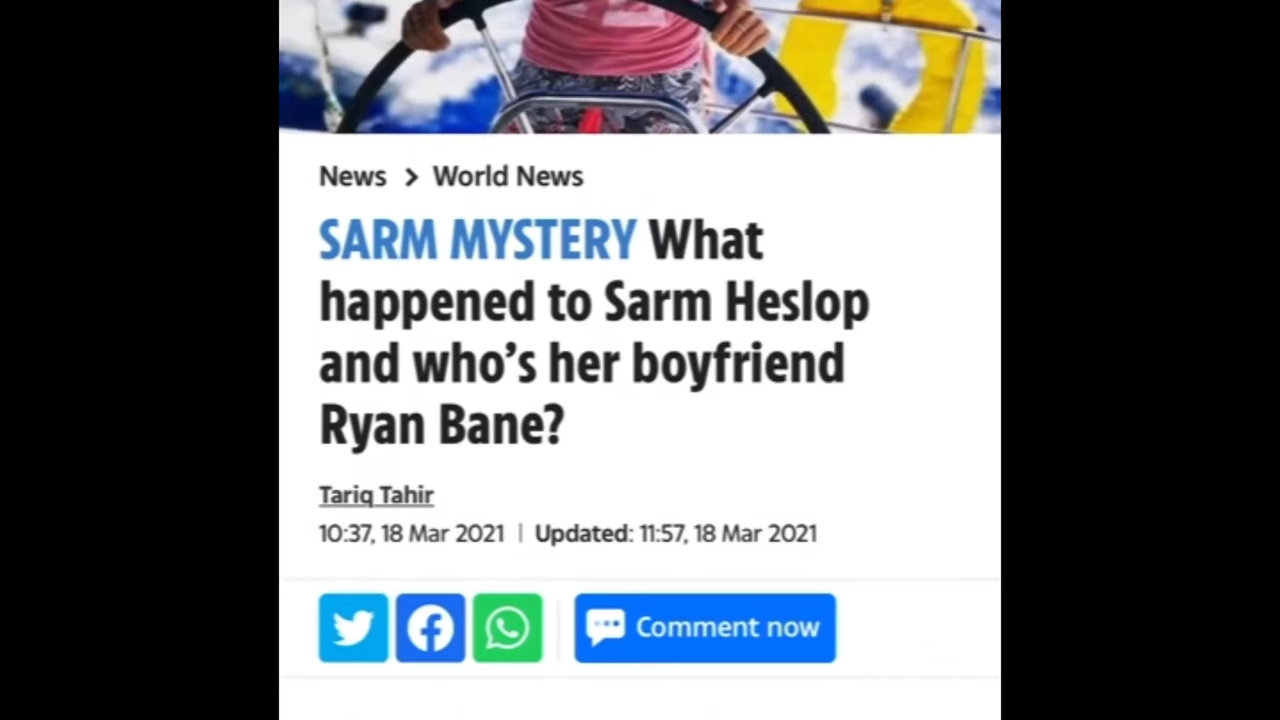 News > World News
SARM MYSTERY What
happened to Sarm Heslop
and who’s her boyfriend
Ryan Bane?
Tariq Tahir
10:37, 18 Mar 2021 | Updated: 11:57, 18 Mar 2021
Comment now